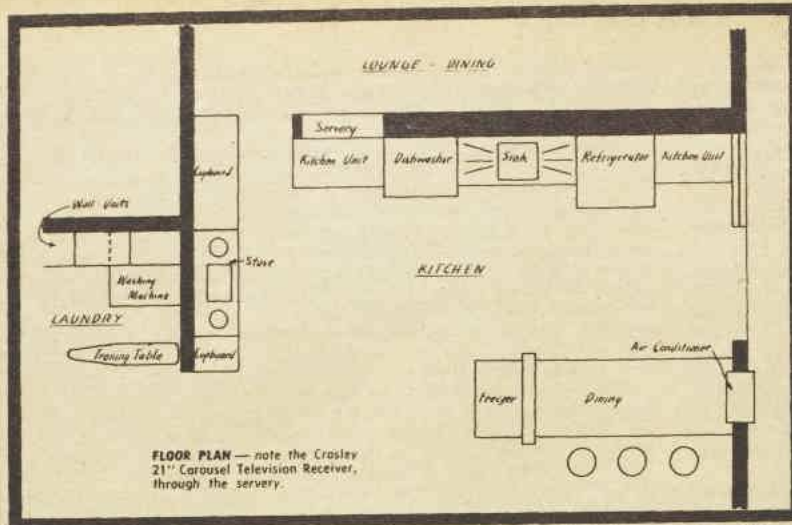 LOUNGE - DINING
Servery
Kitchen Unit
Dishwasher
Sink
Refrigerator
Kitchen Unit
Cupboard
Wall Units
Stove
KITCHEN
Washing
Machine
LAUNDRY
Ironing Table
Cupboard
Air Conditioner
Freezer
Dining
FLOOR PLAN — note the Crosley
21" Carousel Television Receiver,
through the servery.